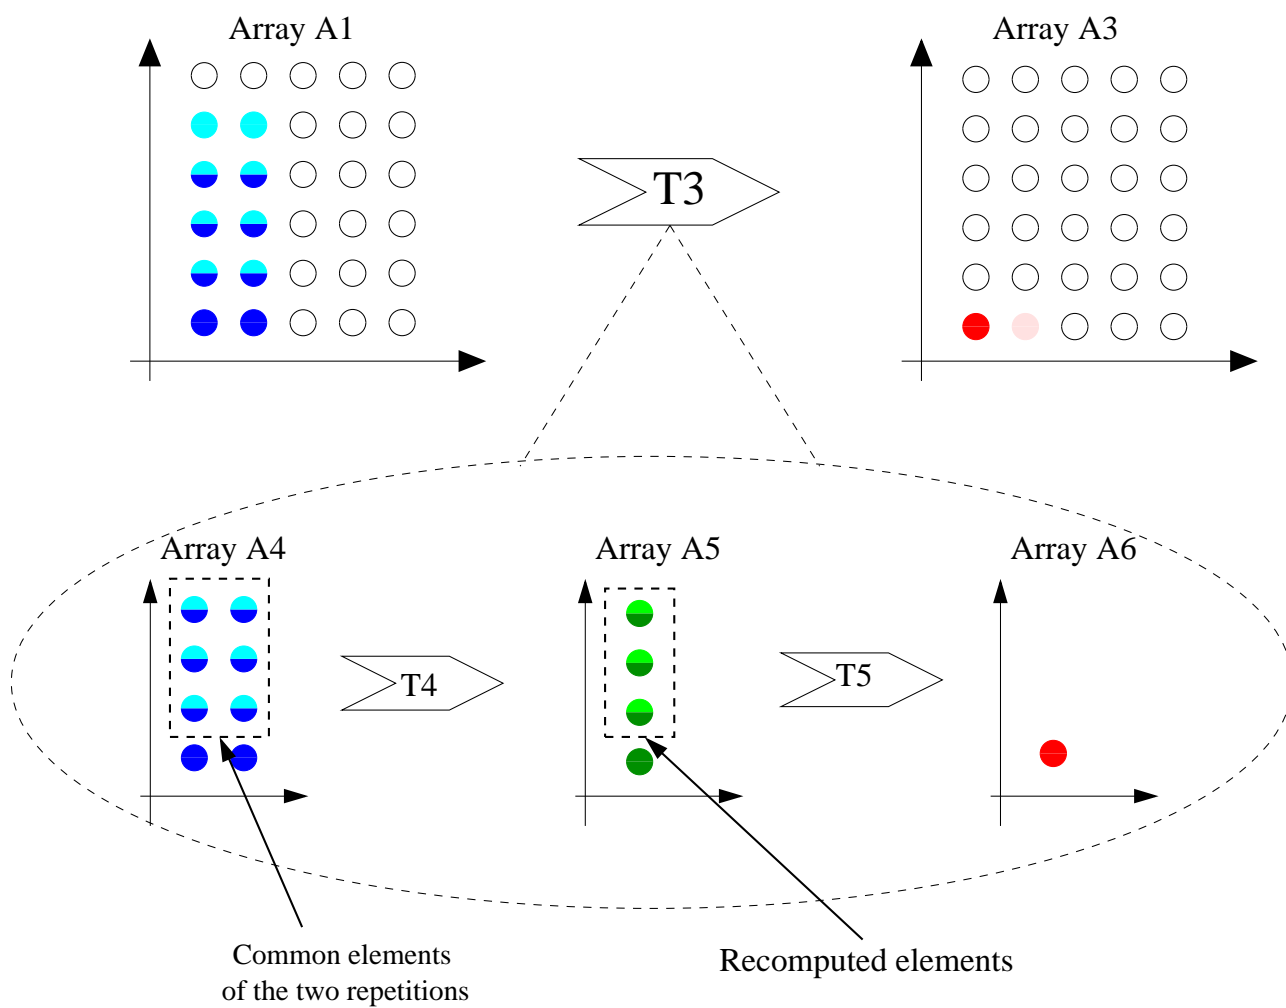 Array A1
Array A3
T3
Array A4
Array A5
Array A6
T4
T5
Common elements
of the two repetitions
Recomputed elements